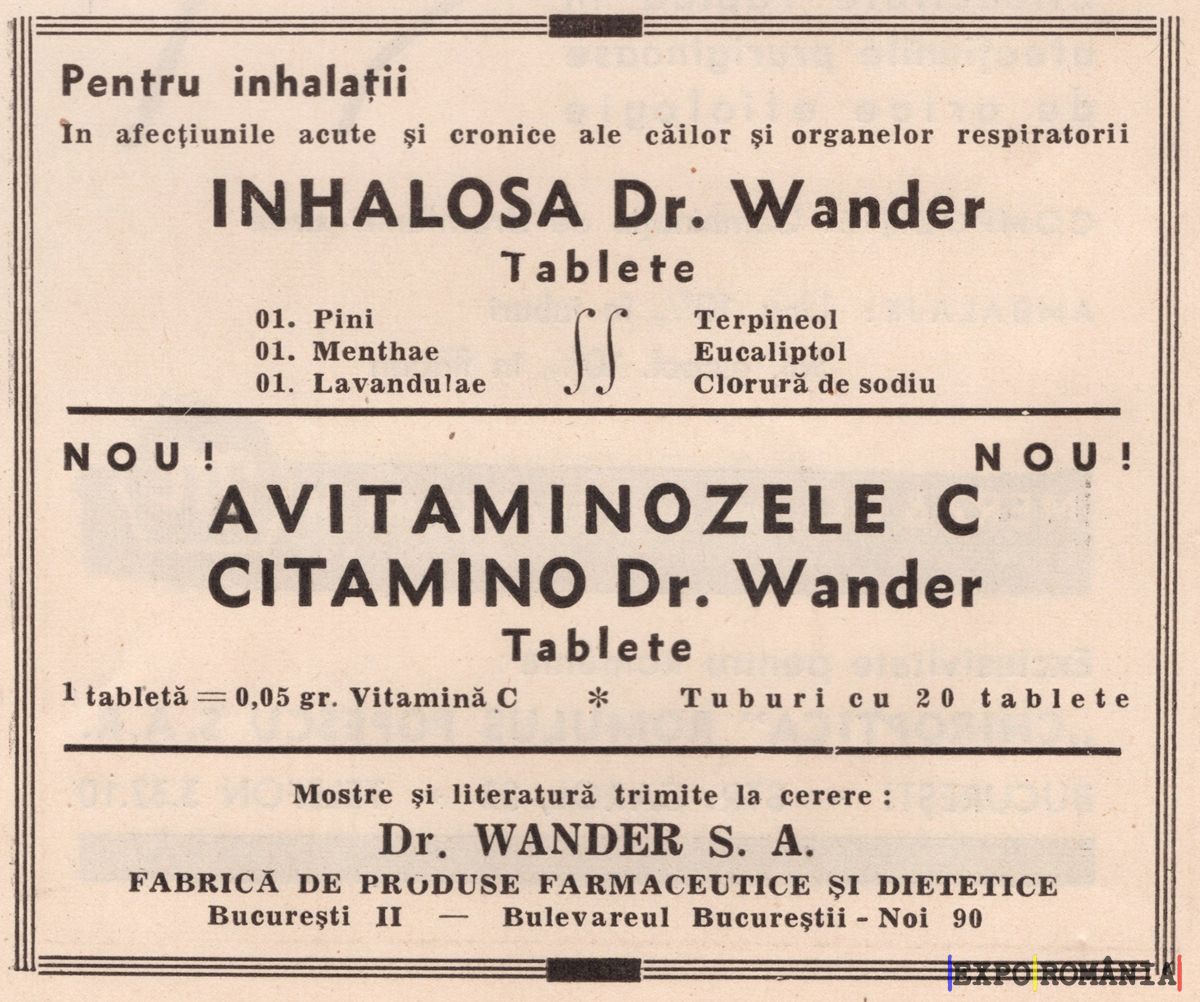 Pentru inhalații
In afecțiunile acute și cronice ale căilor și organelor respiratorii
INHALOSA Dr. Wander
Tablete
01. Pini ∫∫ Terpineol
01. Menthae Eucaliptol
01. Lavandulae Clorură de sodiu
NOU! NOU!
AVITAMINOZELE C
CITAMINO Dr. Wander
Tablete
1 tabletă = 0,05 gr. Vitamină C * Tuburi cu 20 tablete
Mostre și literatură trimite la cerere :
Dr. WANDER S. A.
FABRICĂ DE PRODUSE FARMACEUTICE ȘI DIETETICE
București II — Bulevareul Bucureștii - Noi 90
EXPO ROMÂNIA